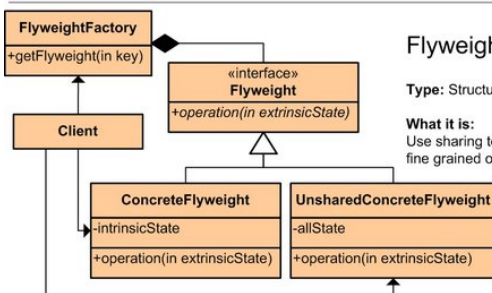 FlyweightFactory
+getFlyweight(in key)
Client
«interface»
Flyweight
+operation(in extrinsicState)
ConcreteFlyweight
-intrinsicState
+operation(in extrinsicState)
UnsharedConcreteFlyweight
-allState
+operation(in extrinsicState)
Type:
What it is:
Use sharing
fine grained